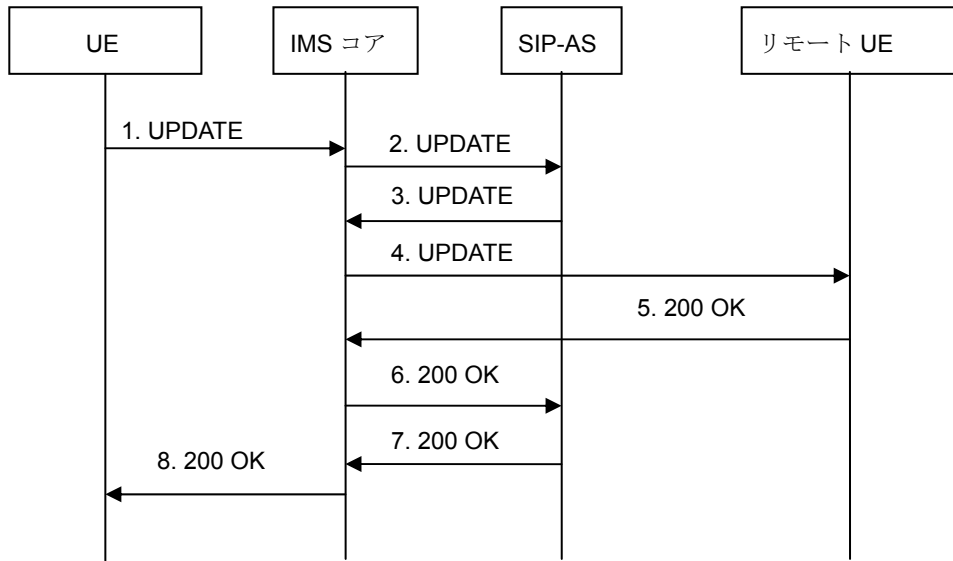 UE
IMS コア
SIP-AS
リモート UE
1. UPDATE
2. UPDATE
3. UPDATE
4. UPDATE
5. 200 OK
6. 200 OK
7. 200 OK
8. 200 OK